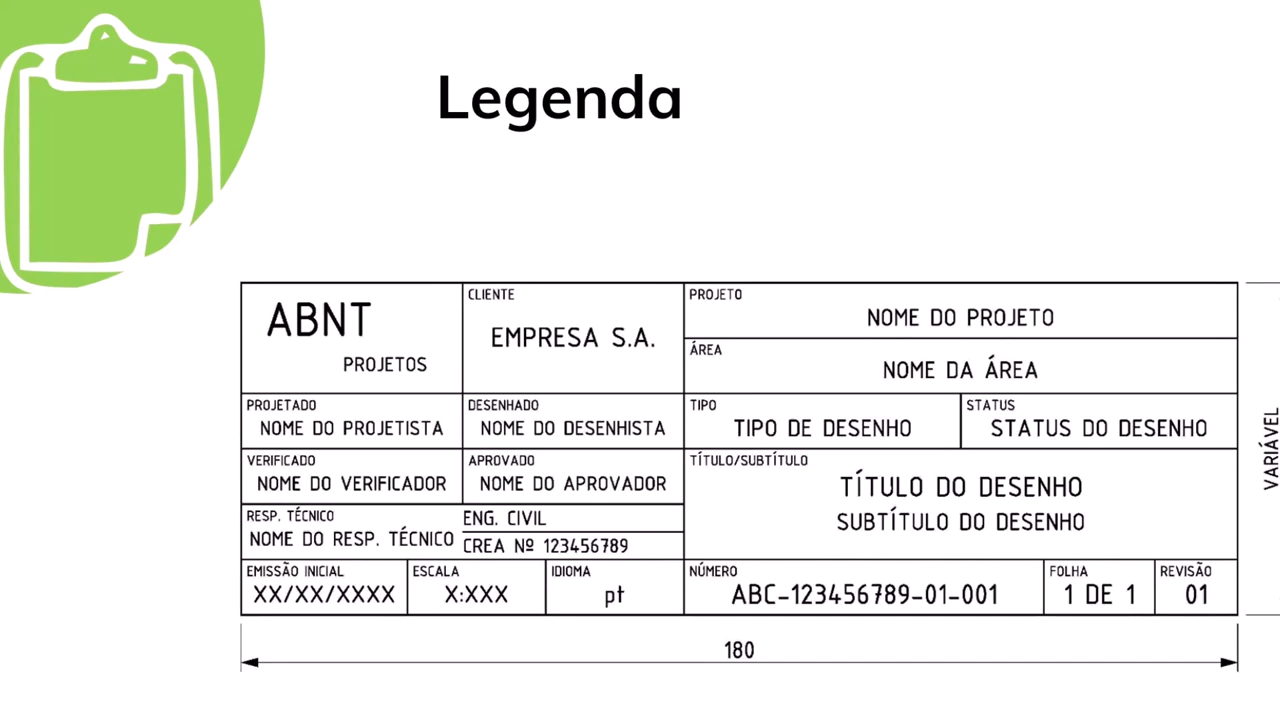 Legenda
ABNT
PROJETOS
CLIENTE
EMPRESA S.A.
PROJETO
NOME DO PROJETO
ÁREA
NOME DA ÁREA
PROJETADO
NOME DO PROJETISTA
DESENHADO
NOME DO DESENHISTA
TIPO
TIPO DE DESENHO
STATUS
STATUS DO DESENHO
VERIFICADO
NOME DO VERIFICADOR
APROVADO
NOME DO APROVADOR
TÍTULO/SUBTÍTULO
TÍTULO DO DESENHO
SUBTÍTULO DO DESENHO
RESP. TÉCNICO
NOME DO RESP. TÉCNICO
ENG. CIVIL
CREA Nº 123456789
EMISSÃO INICIAL
XX/XX/XXXX
ESCALA
X:XXX
IDIOMA
pt
NÚMERO
ABC-123456789-01-001
FOLHA
1 DE 1
REVISÃO
01
VARIÁVEL
180